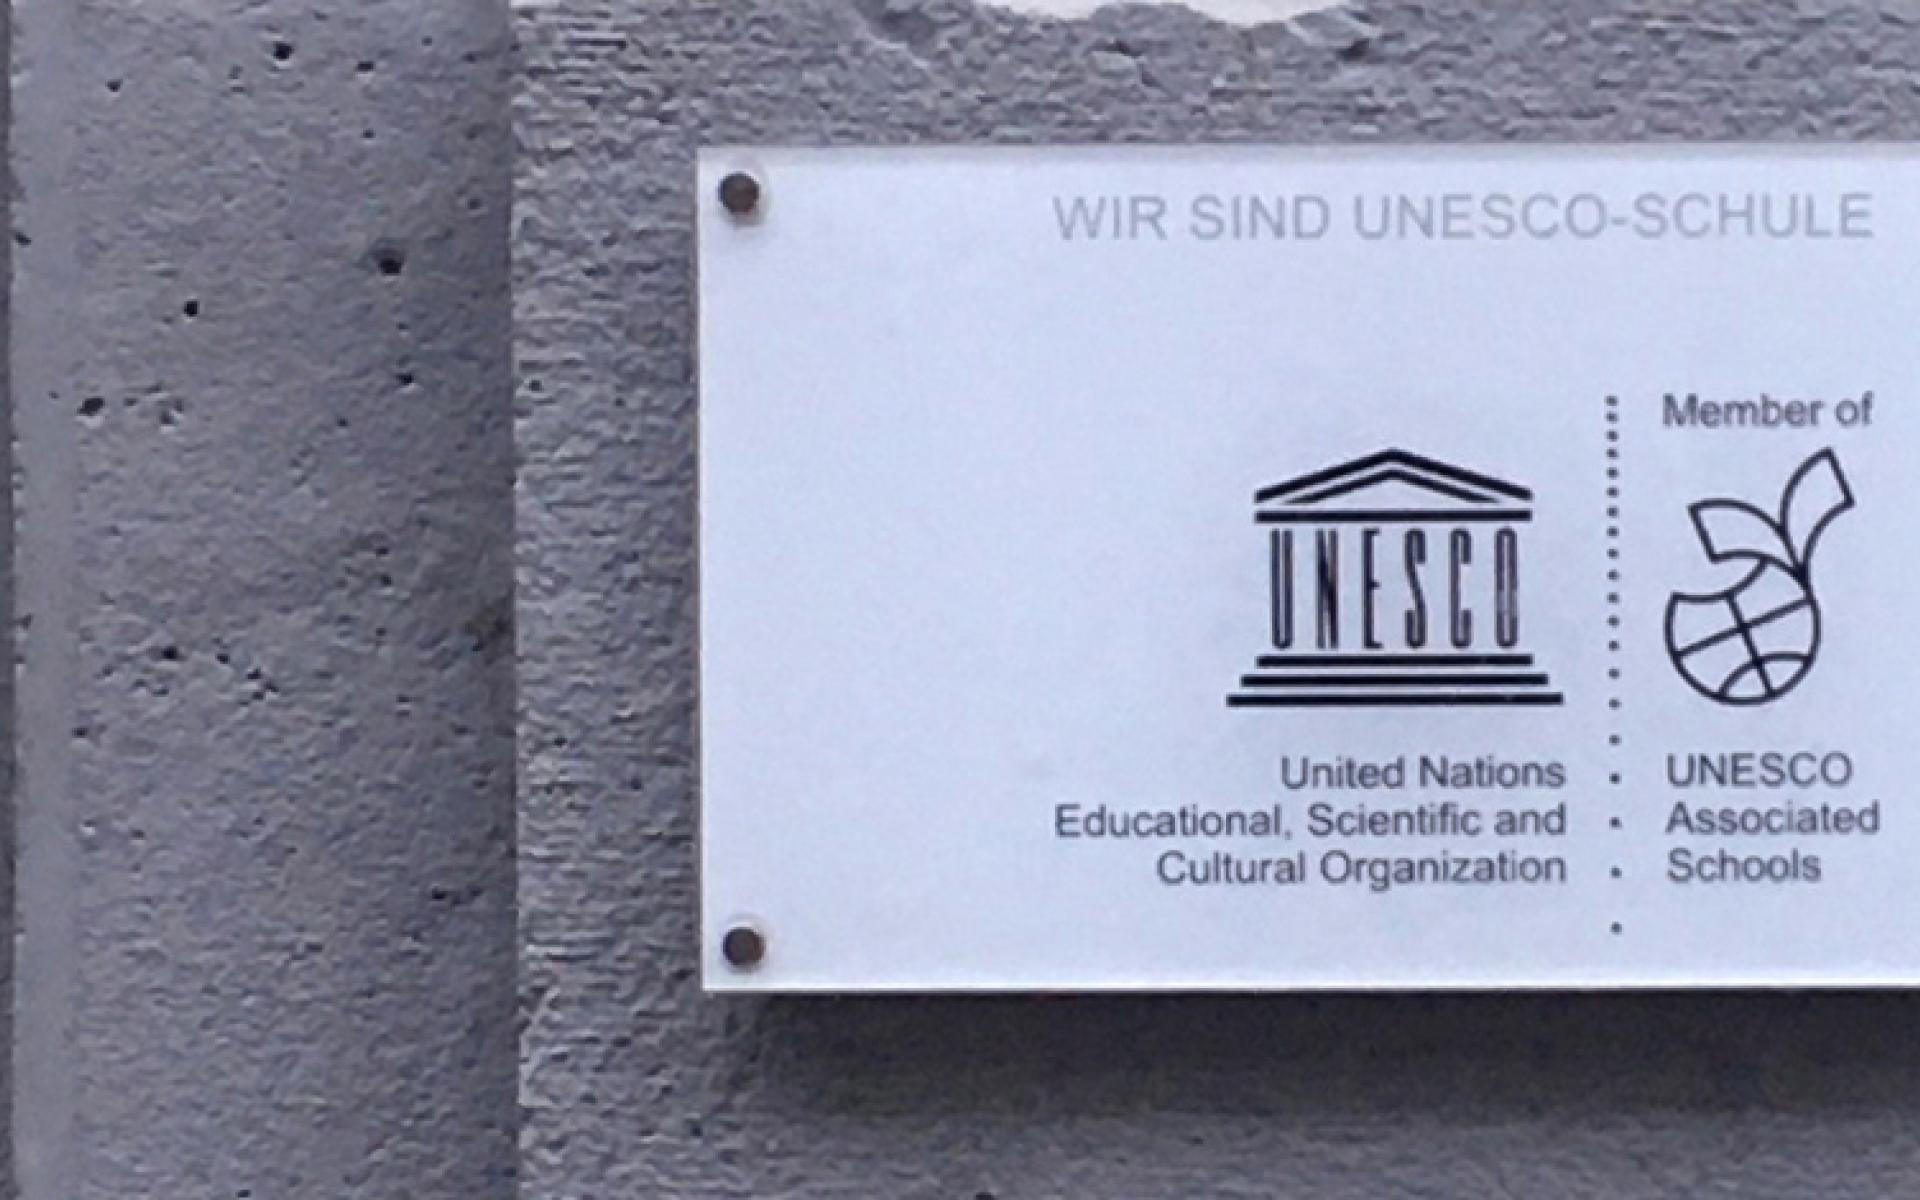 WIR SIND UNESCO-SCHULE
UNESCO
United Nations
Educational, Scientific and
Cultural Organization
Member of
UNESCO
Associated
Schools